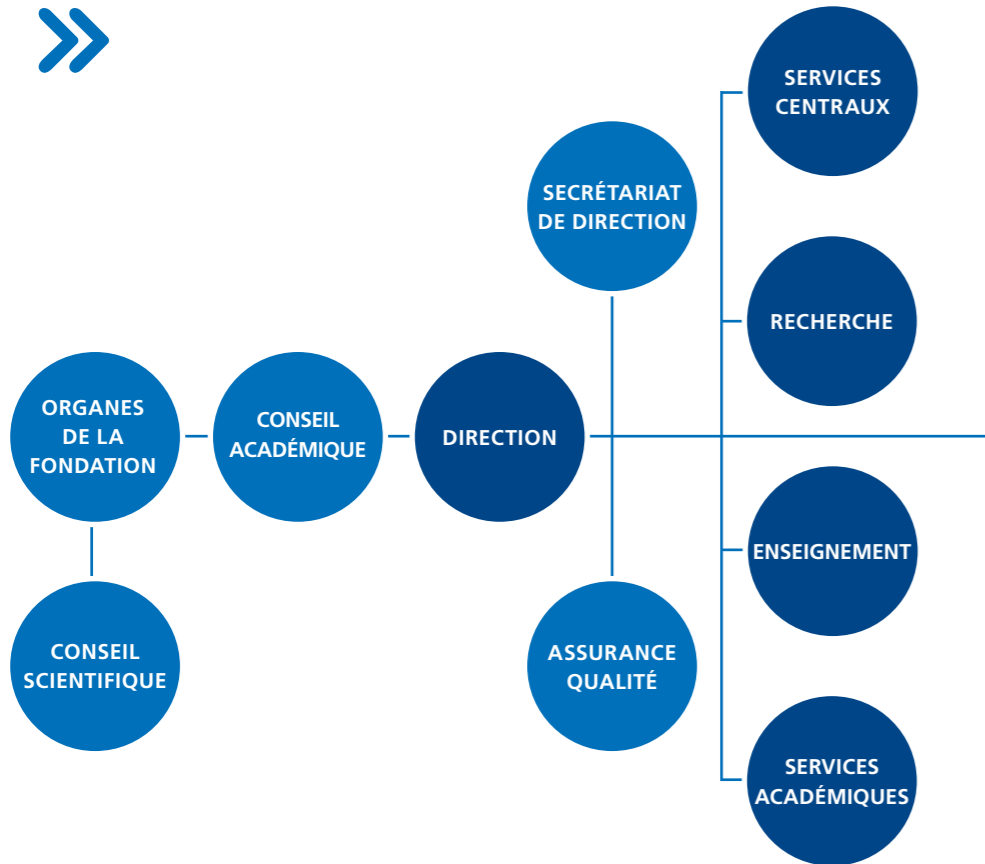 SERVICES
CENTRAUX
SECRÉTARIAT
DE DIRECTION
RECHERCHE
ORGANES
DE LA
FONDATION
CONSEIL
ACADÉMIQUE
DIRECTION
ENSEIGNEMENT
CONSEIL
SCIENTIFIQUE
ASSURANCE
QUALITÉ
SERVICES
ACADÉMIQUES